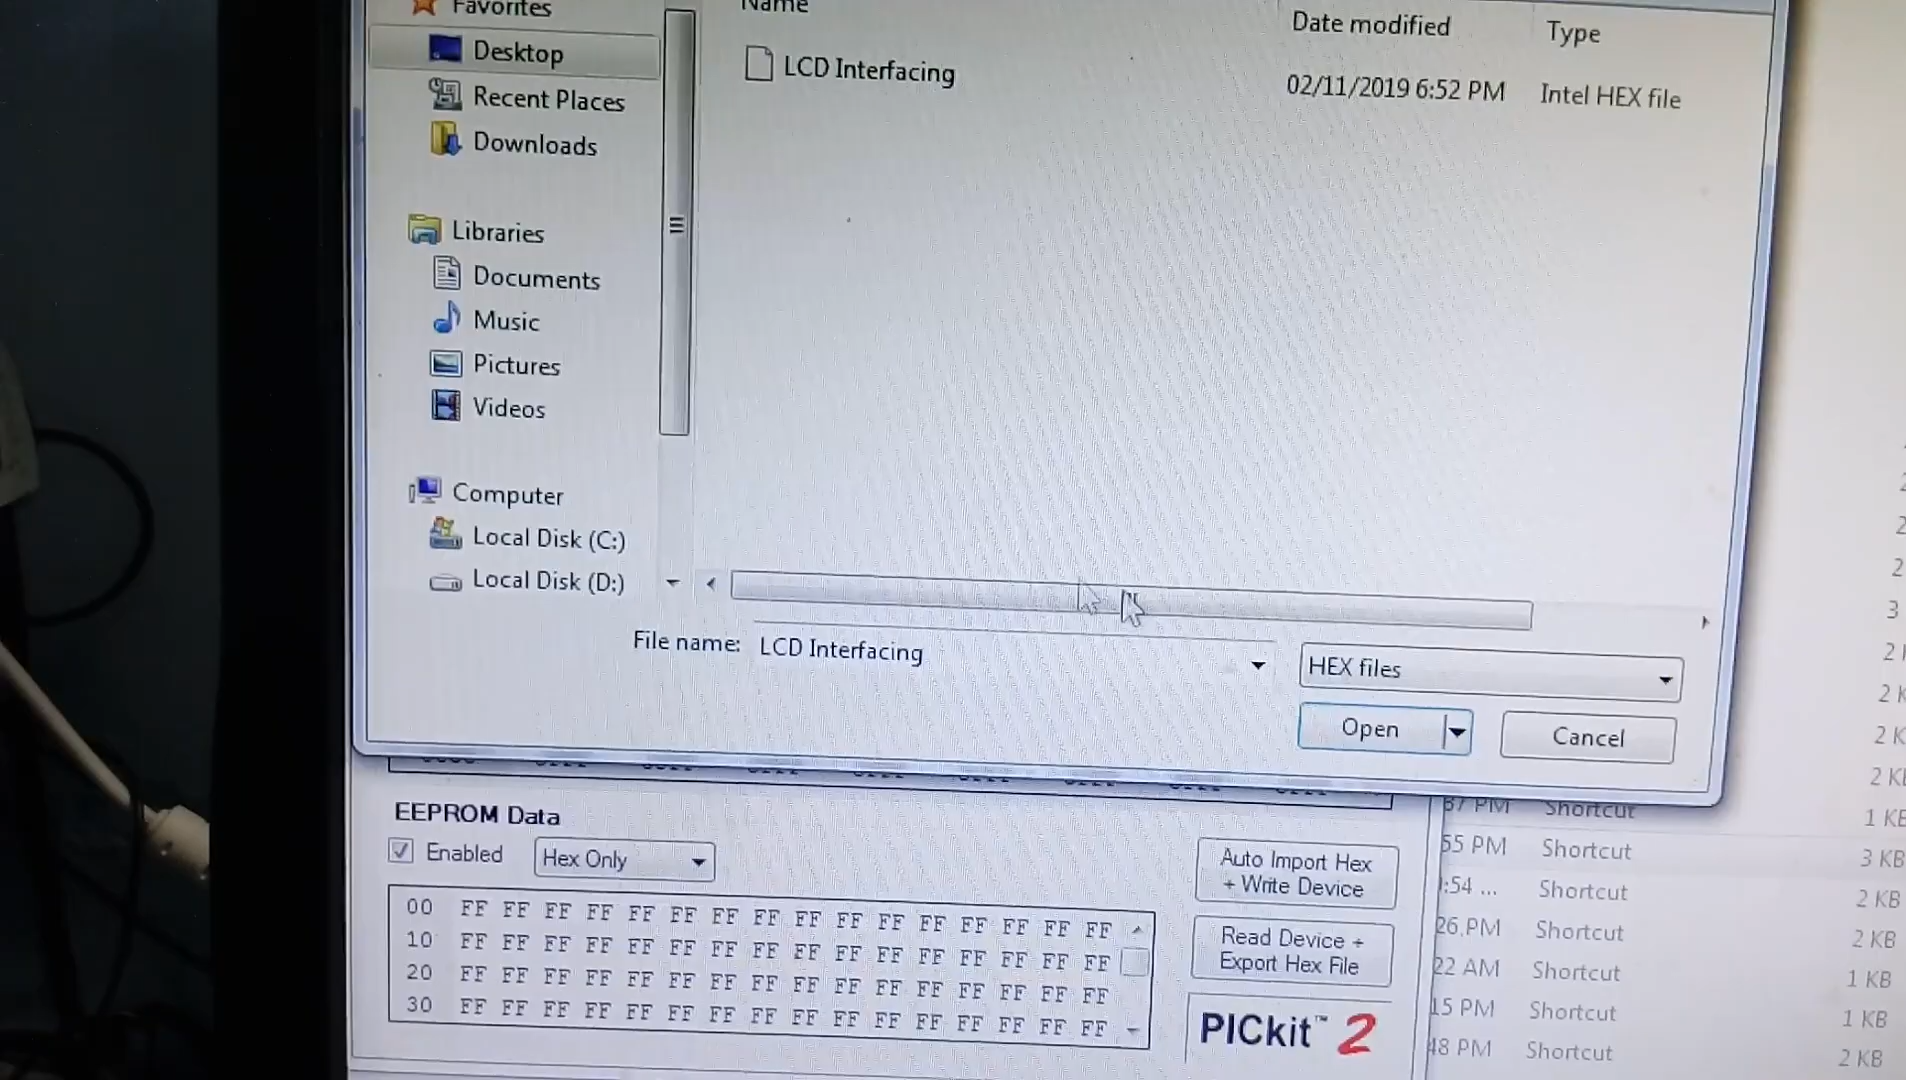 Favorites
Name
Date modified
Type
Desktop
LCD Interfacing
02/11/2019 6:52 PM
Intel HEX file
Recent Places
Downloads
Libraries
Documents
Music
Pictures
Videos
Computer
Local Disk (C:)
Local Disk (D:)
File name:
LCD Interfacing
HEX files
Open
Cancel
EEPROM Data
Enabled
Hex Only
Auto Import Hex
+ Write Device
Read Device +
Export Hex File
00 FF FF FF FF FF FF FF FF FF FF FF FF FF FF FF FF
10 FF FF FF FF FF FF FF FF FF FF FF FF FF FF FF FF
20 FF FF FF FF FF FF FF FF FF FF FF FF FF FF FF FF
30 FF FF FF FF FF FF FF FF FF FF FF FF FF FF FF FF
PICkit™ 2
37 PM Shortcut 1 KB
55 PM Shortcut 3 KB
:54 ... Shortcut 2 KB
26 PM Shortcut 2 KB
22 AM Shortcut 1 KB
15 PM Shortcut 1 KB
48 PM Shortcut 2 KB